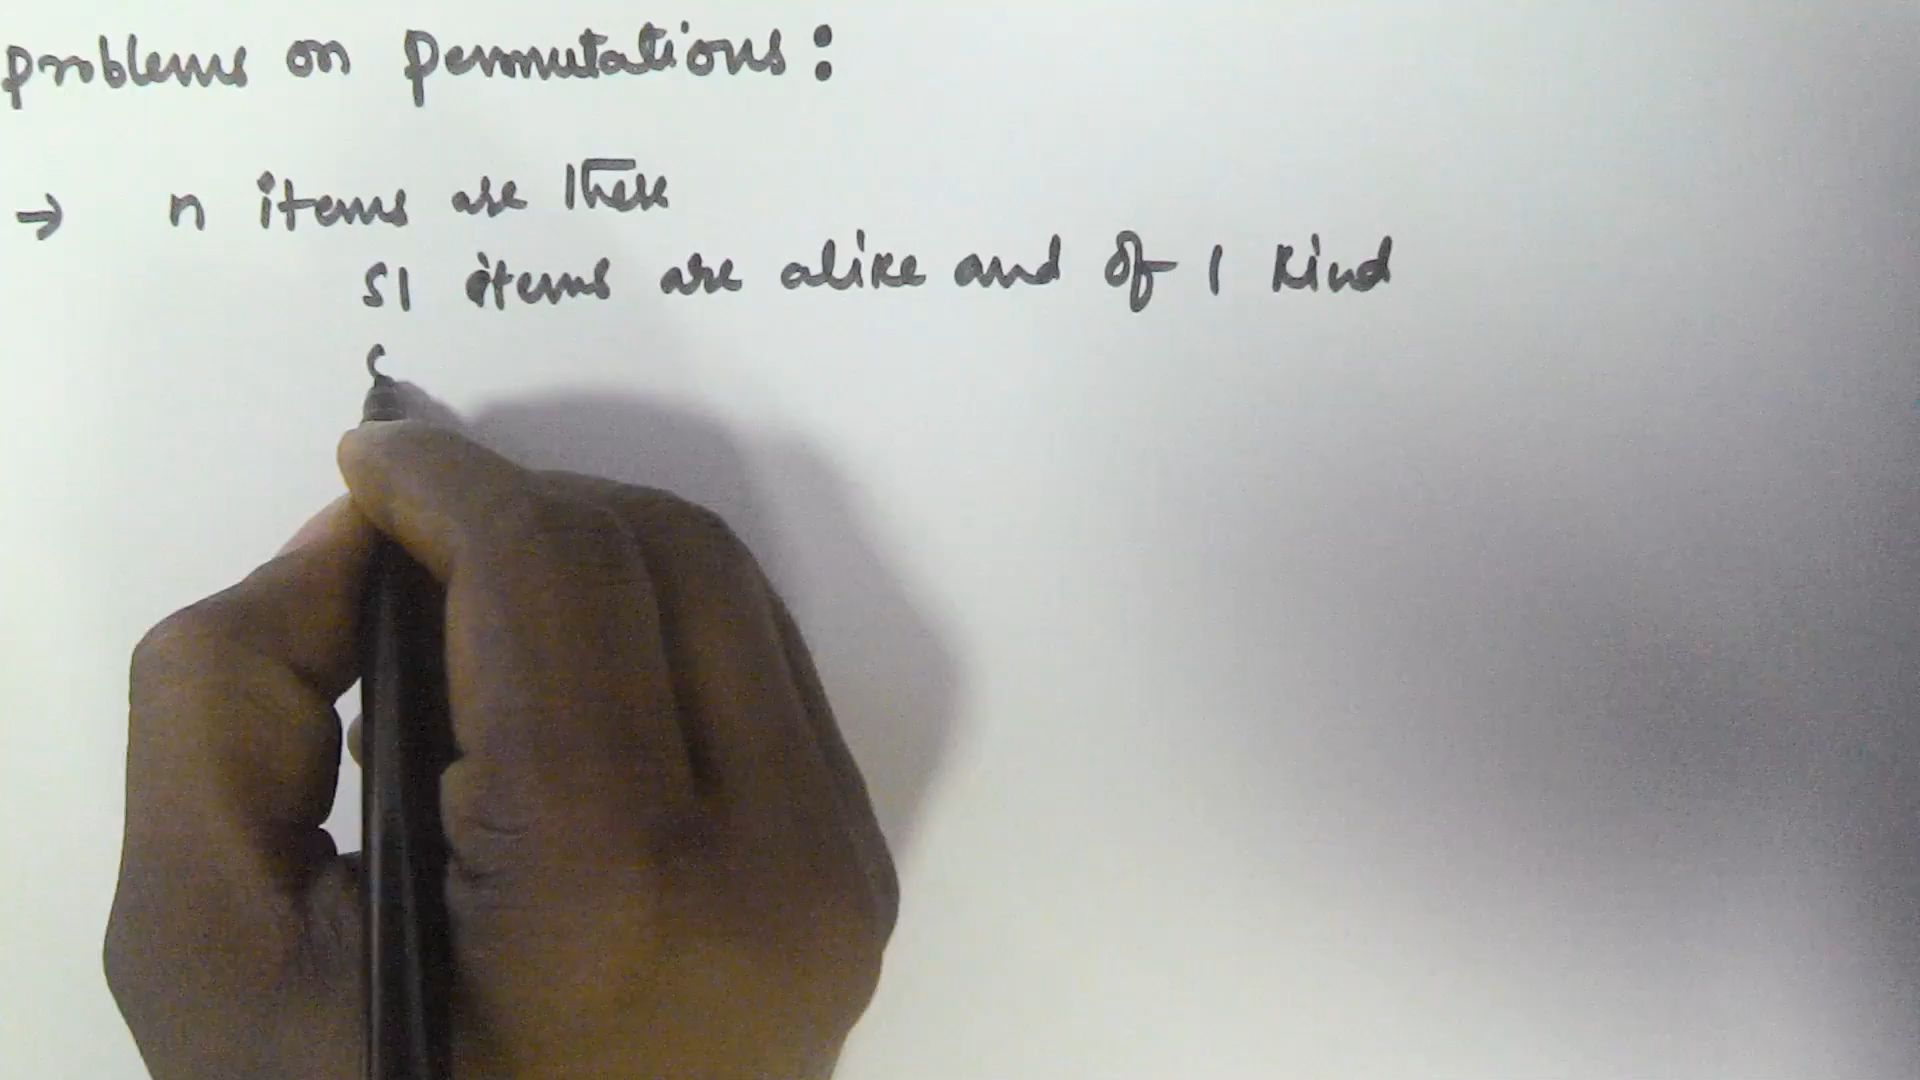 problems on permutations :
→ n items are there
S1 items are alike and of 1 kind